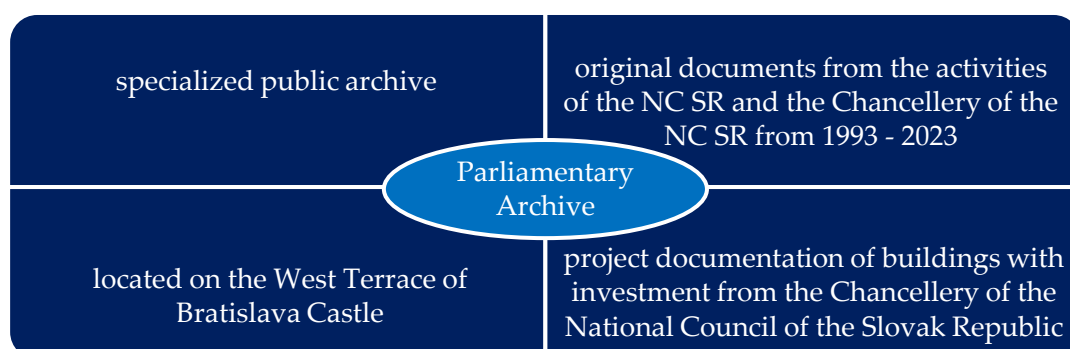 specialized public archive
original documents from the activities
of the NC SR and the Chancellery of the
NC SR from 1993 - 2023
Parliamentary
Archive
located on the West Terrace of
Bratislava Castle
project documentation of buildings with
investment from the Chancellery of the
National Council of the Slovak Republic